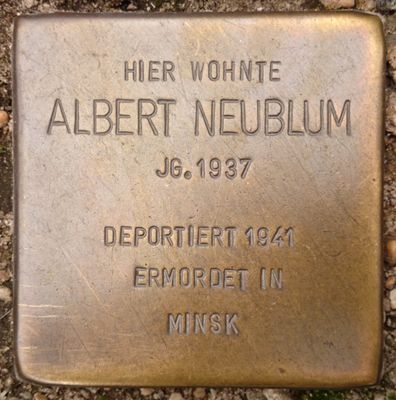 HIER WOHNTE
ALBERT NEUBLUM
JG. 1937
DEPORTIERT 1941
ERMORDET IN
MINSK